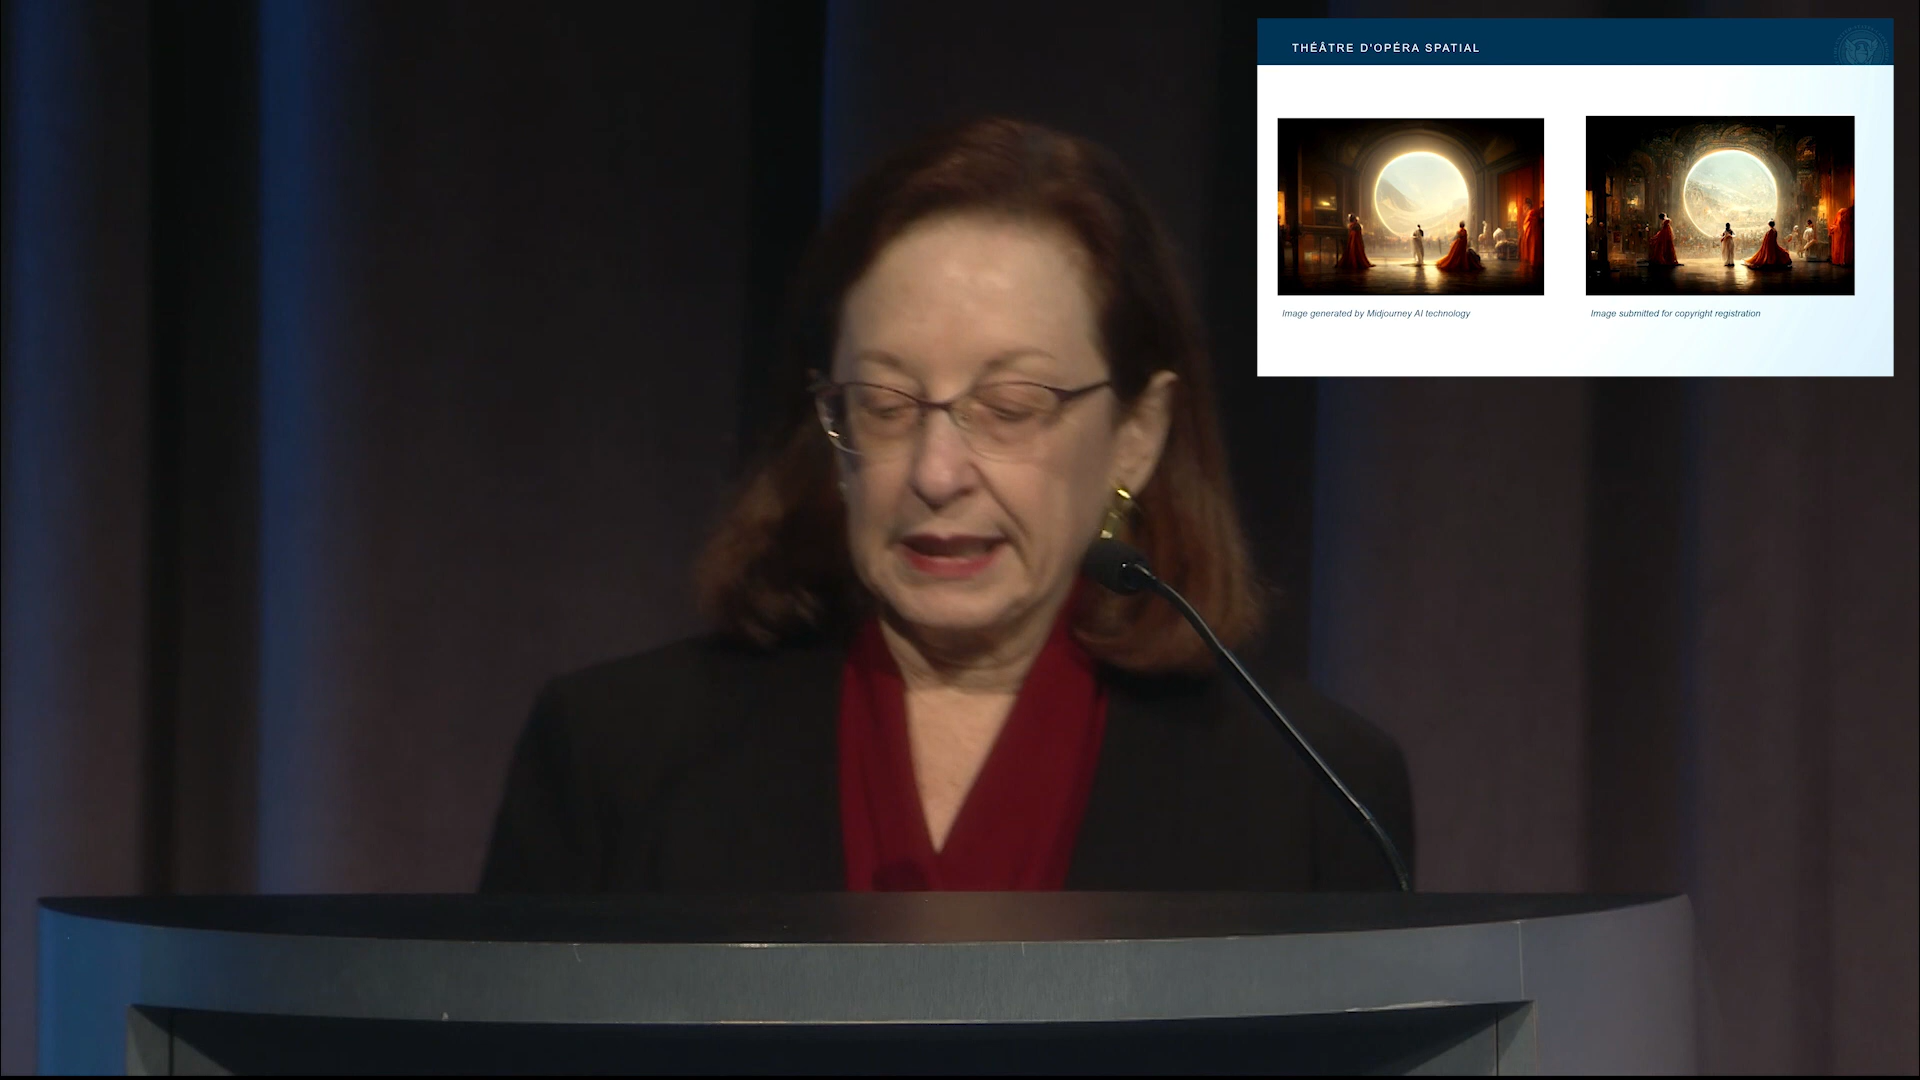 THÉÂTRE D'OPÉRA SPATIAL
Image generated by Midjourney AI technology
Image submitted for copyright registration